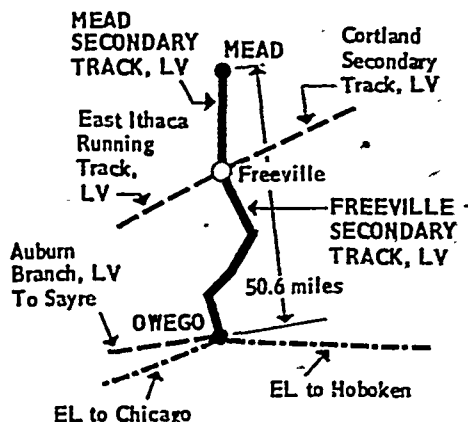 MEAD
SECONDARY
TRACK, LV
MEAD
Cortland
Secondary
Track, LV
East Ithaca
Running
Track,
LV
Freeville
FREEVILLE
SECONDARY
TRACK, LV
Auburn
Branch, LV
To Sayre
50.6 miles
OWEGO
EL to Hoboken
EL to Chicago